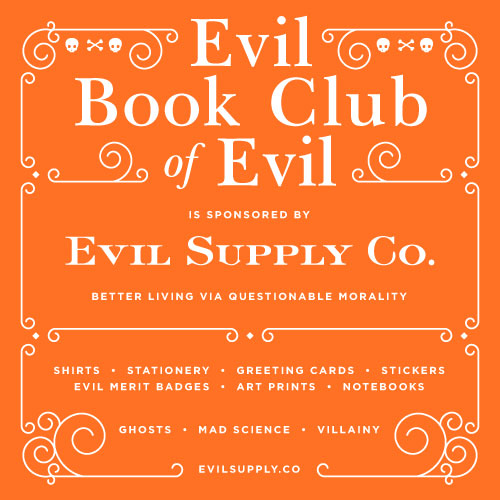 Evil
Book Club
of Evil
IS SPONSORED BY
EVIL SUPPLY CO.
BETTER LIVING VIA QUESTIONABLE MORALITY
SHIRTS • STATIONERY • GREETING CARDS • STICKERS
EVIL MERIT BADGES • ART PRINTS • NOTEBOOKS
GHOSTS • MAD SCIENCE • VILLAINY
EVILSUPPLY.CO